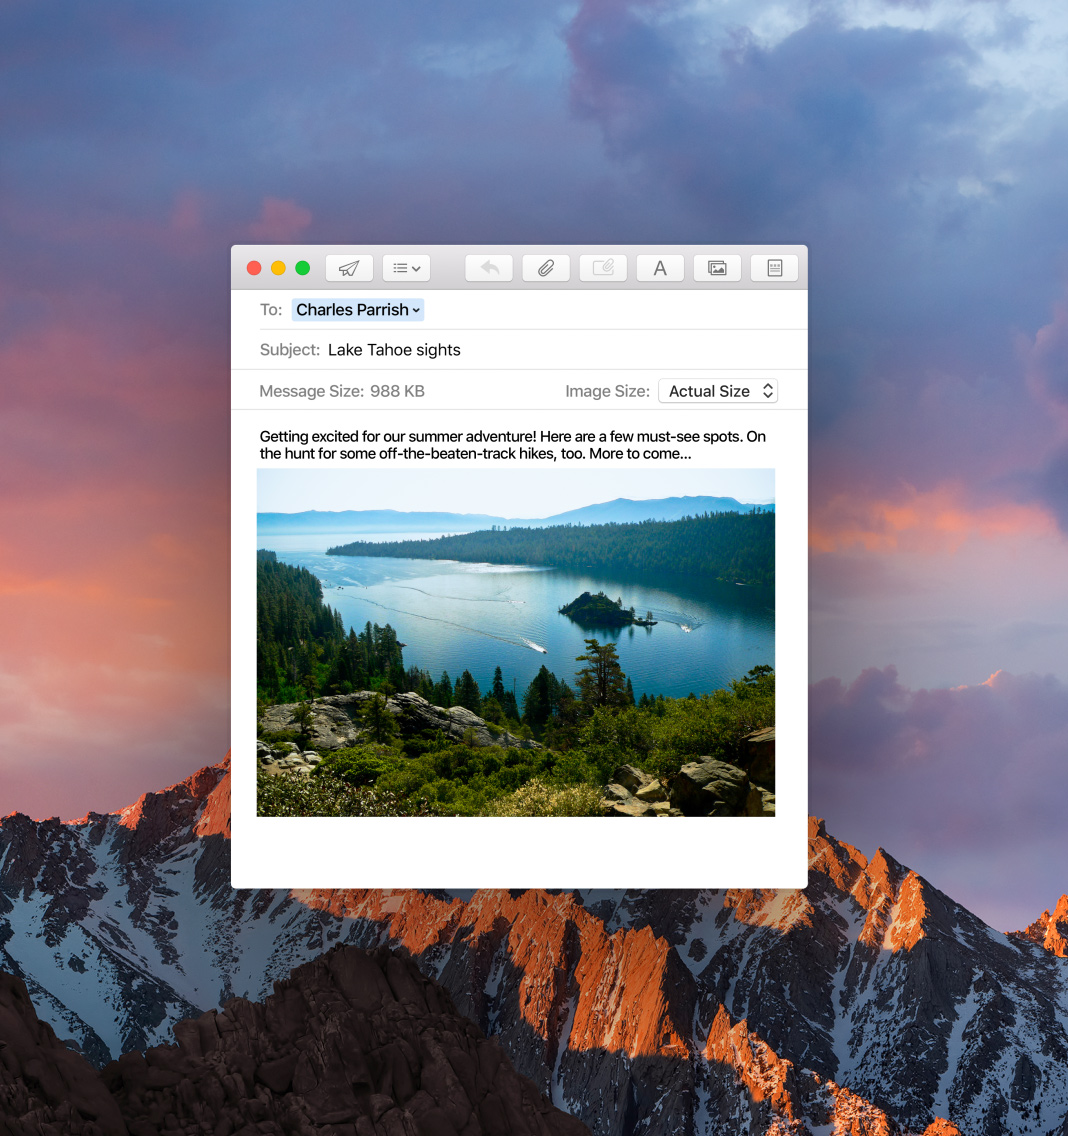 To: Charles Parrish
Subject: Lake Tahoe sights
Message Size: 988 KB Image Size: Actual Size
Getting excited for our summer adventure! Here are a few must-see spots. On
the hunt for some off-the-beaten-track hikes, too. More to come...